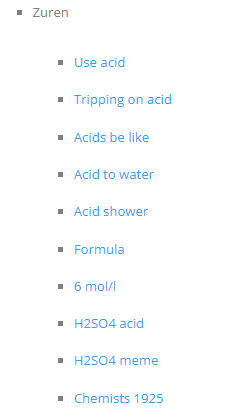 Zuren
Use acid
Tripping on acid
Acids be like
Acid to water
Acid shower
Formula
6 mol/l
H2SO4 acid
H2SO4 meme
Chemists 1925